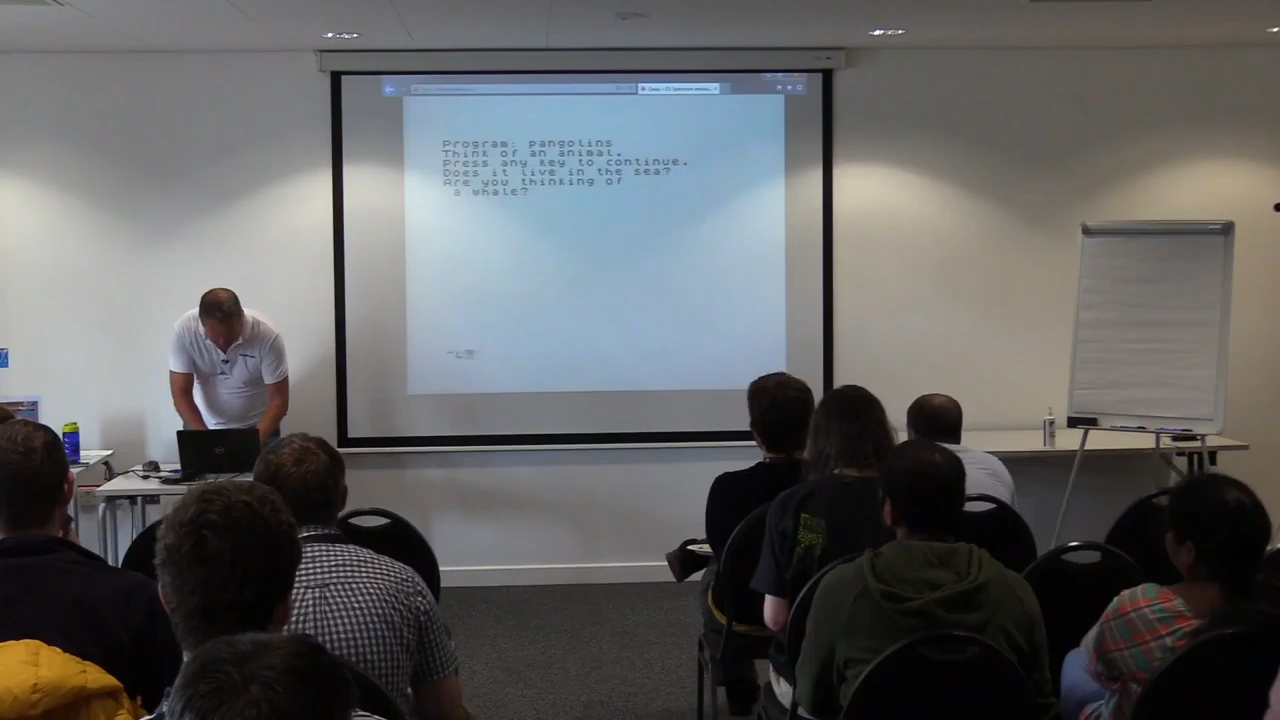 Program: pangolins
Think of an animal.
Press any key to continue.
Does it live in the sea?
Are you thinking of
a whale?